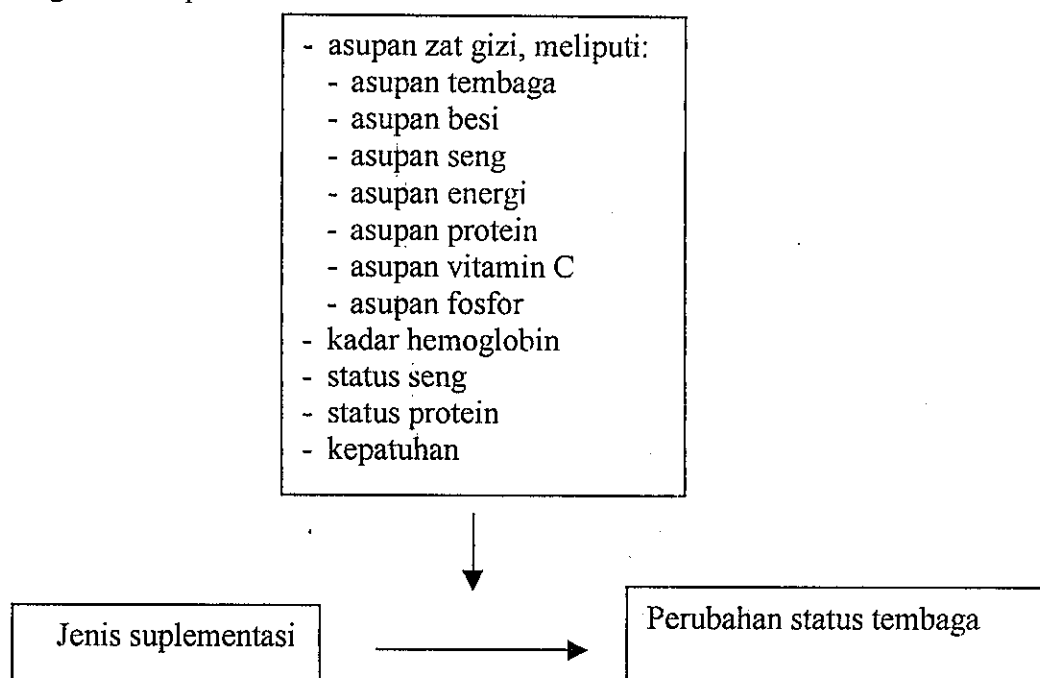 - asupan zat gizi, meliputi:
- asupan tembaga
- asupan besi
- asupan seng
- asupan energi
- asupan protein
- asupan vitamin C
- asupan fosfor
- kadar hemoglobin
- status seng
- status protein
- kepatuhan
Jenis suplementasi
Perubahan status tembaga